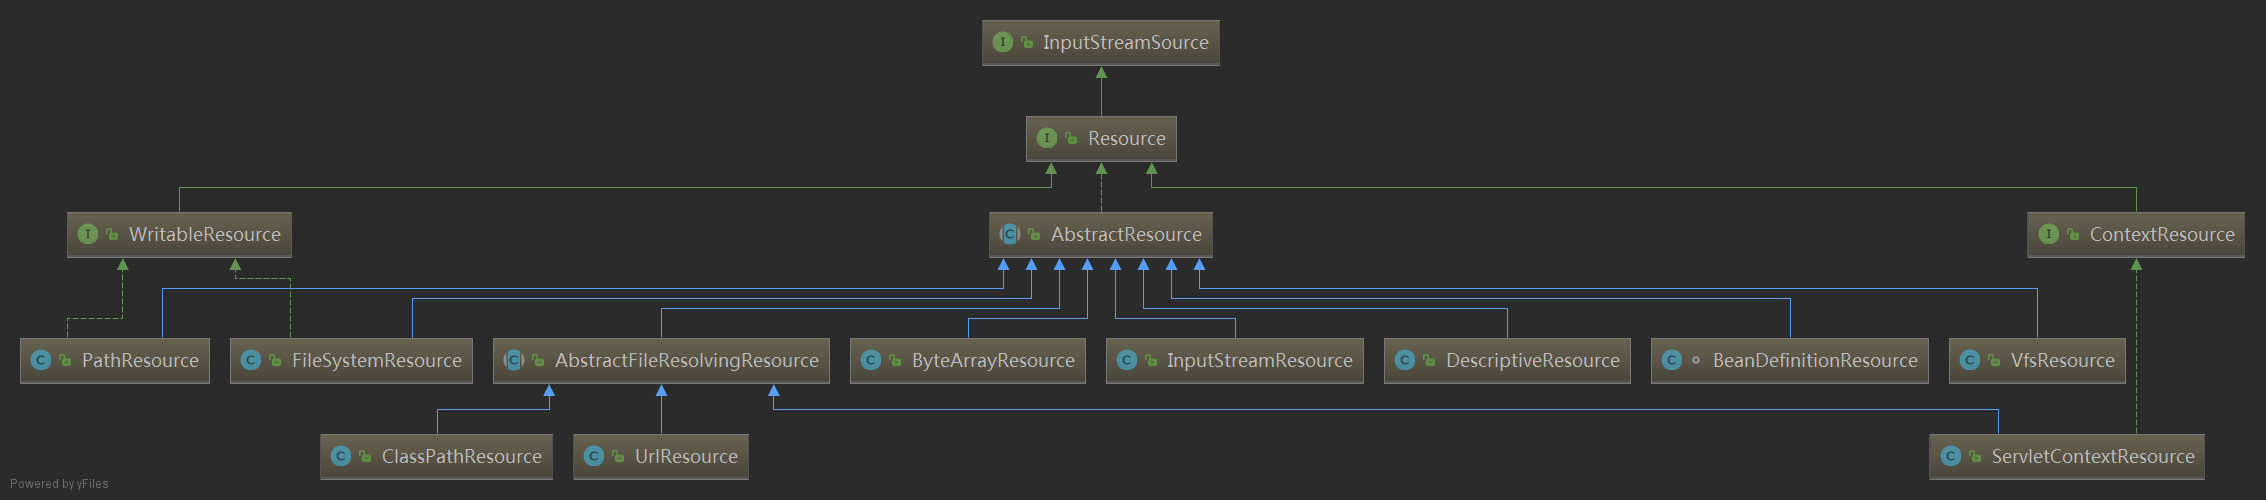 InputStreamSource
Resource
WritableResource
AbstractResource
ContextResource
PathResource
FileSystemResource
AbstractFileResolvingResource
ByteArrayResource
InputStreamResource
DescriptiveResource
BeanDefinitionResource
VfsResource
ClassPathResource
UrlResource
ServletContextResource
Powered by yFiles